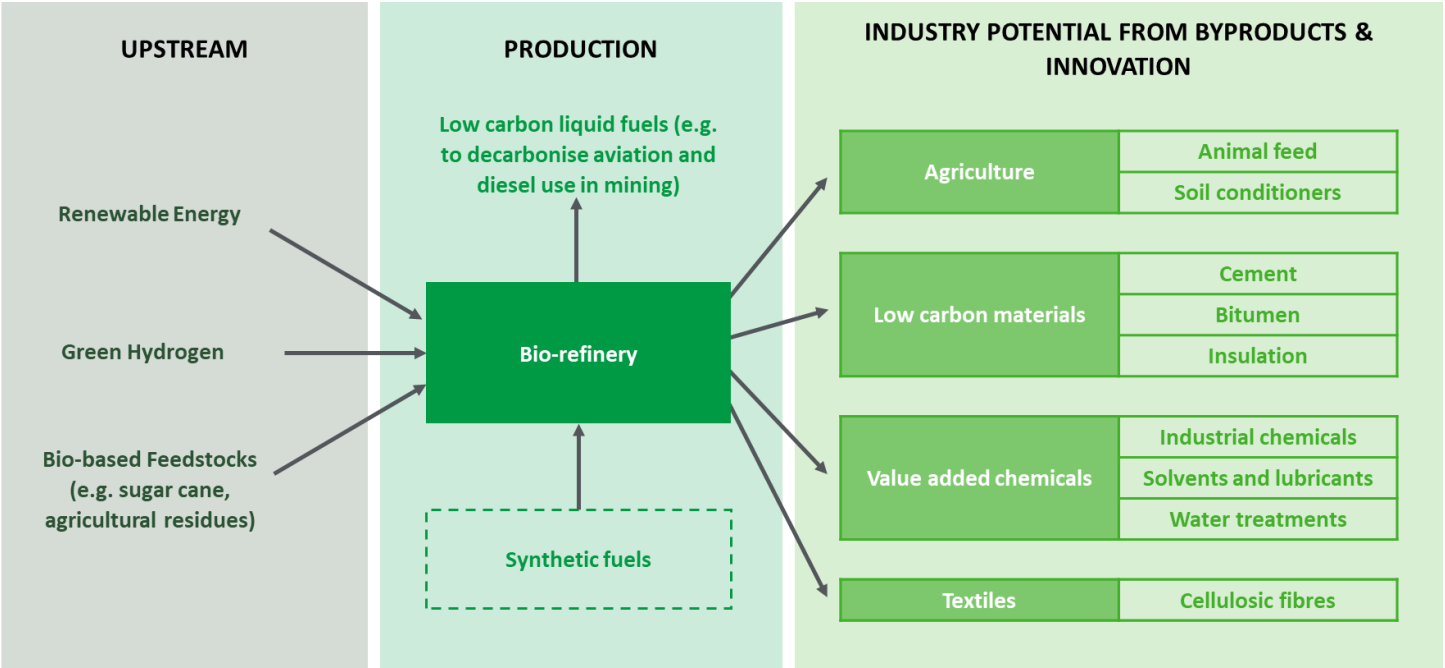 UPSTREAM
Renewable Energy
Green Hydrogen
Bio-based Feedstocks
(e.g. sugar cane,
agricultural residues)
PRODUCTION
Low carbon liquid fuels (e.g.
to decarbonise aviation and
diesel use in mining)
Bio-refinery
Synthetic fuels
INDUSTRY POTENTIAL FROM BYPRODUCTS &
INNOVATION
Agriculture
Animal feed
Soil conditioners
Low carbon materials
Cement
Bitumen
Insulation
Value added chemicals
Industrial chemicals
Solvents and lubricants
Water treatments
Textiles
Cellulosic fibres